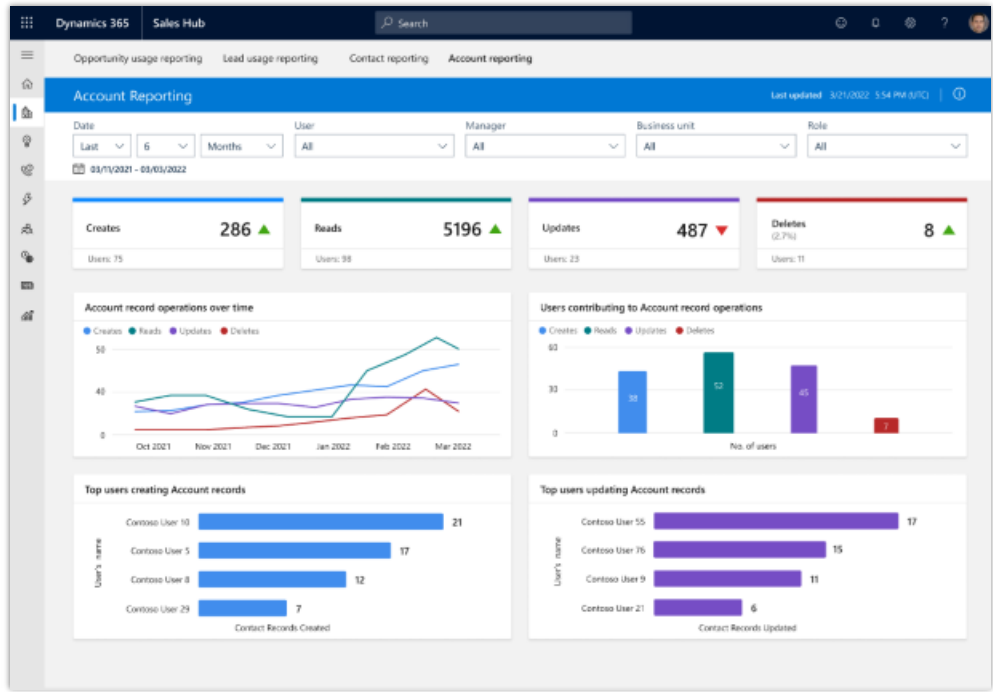 Dynamics 365 Sales Hub Search ?
Opportunity usage reporting Lead usage reporting Contact reporting Account reporting
Account Reporting Last updated 3/21/2022 5:54 PM (UTC)
Date User Manager Business unit Role
Last 6 Months All All All All
03/11/2021 - 03/03/2022
Creates 286 Reads 5196 Updates 487 Deletes (2.7%) 8
Users: 75 Users: 98 Users: 23 Users: 11
Account record operations over time
Creates Reads Updates Deletes
50
40
0
Oct 2021 Nov 2021 Dec 2021 Jan 2022 Feb 2022 Mar 2022
Users contributing to Account record operations
Creates Reads Updates Deletes
60
30
0
38 52 45 7
No. of users
Top users creating Account records
User's name
Contoso User 10 21
Contoso User 5 17
Contoso User 8 12
Contoso User 29 7
Contact Records Created
Top users updating Account records
User's name
Contoso User 55 17
Contoso User 76 15
Contoso User 9 11
Contoso User 21 6
Contact Records Updated